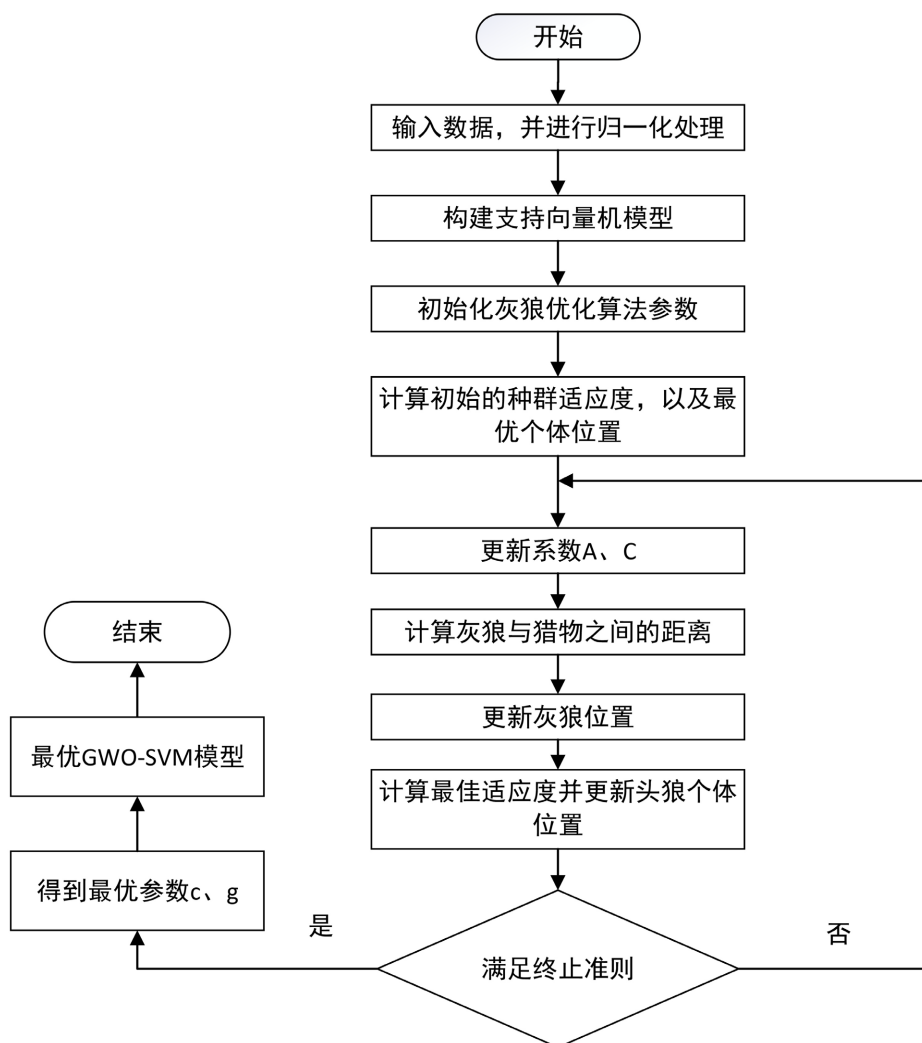 开始
输入数据，并进行归一化处理
构建支持向量机模型
初始化灰狼优化算法参数
计算初始的种群适应度，以及最
优个体位置
更新系数A、C
计算灰狼与猎物之间的距离
更新灰狼位置
计算最佳适应度并更新头狼个体
位置
满足终止准则
是
否
得到最优参数c、g
最优GWO-SVM模型
结束